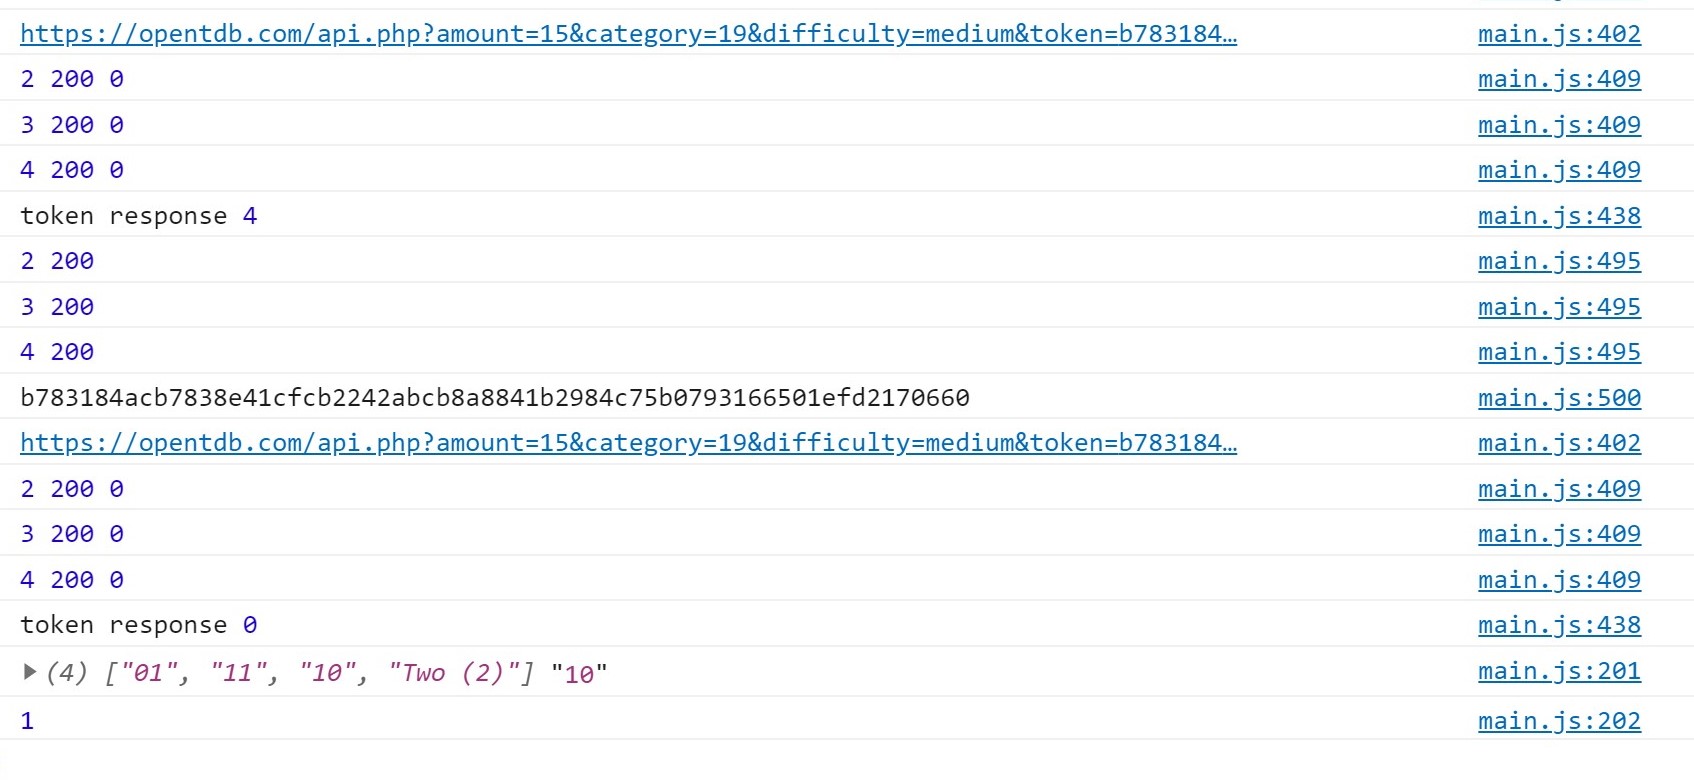 https://opentdb.com/api.php?amount=15&category=19&difficulty=medium&token=b783184… main.js:402
2 200 0 main.js:409
3 200 0 main.js:409
4 200 0 main.js:409
token response 4 main.js:438
2 200 main.js:495
3 200 main.js:495
4 200 main.js:495
b783184acb7838e41cfcb2242abcb8a8841b2984c75b0793166501efd2170660 main.js:500
https://opentdb.com/api.php?amount=15&category=19&difficulty=medium&token=b783184… main.js:402
2 200 0 main.js:409
3 200 0 main.js:409
4 200 0 main.js:409
token response 0 main.js:438
(4) ["01", "11", "10", "Two (2)"] "10" main.js:201
1 main.js:202